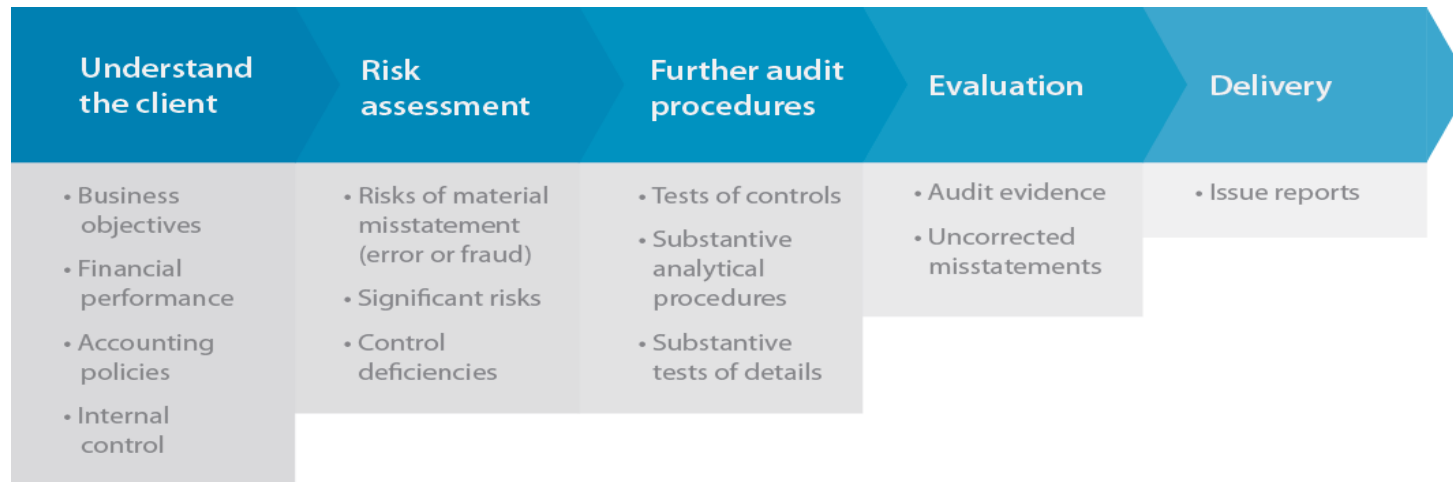 Understand
the client
Risk
assessment
Further audit
procedures
Evaluation
Delivery
• Business
objectives
• Financial
performance
• Accounting
policies
• Internal
control
• Risks of material
misstatement
(error or fraud)
• Significant risks
• Control
deficiencies
• Tests of controls
• Substantive
analytical
procedures
• Substantive
tests of details
• Audit evidence
• Uncorrected
misstatements
• Issue reports